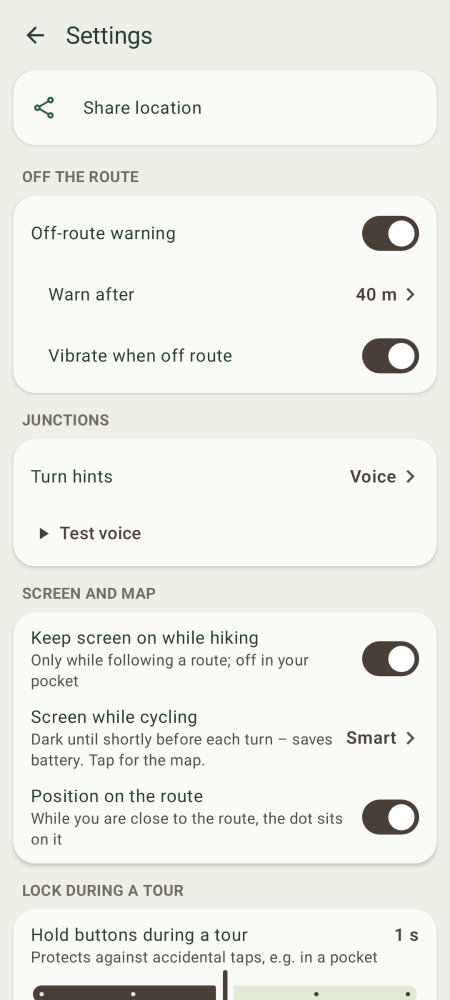 Settings
Share location
OFF THE ROUTE
Off-route warning
Warn after
40 m
Vibrate when off route
JUNCTIONS
Turn hints
Voice
Test voice
SCREEN AND MAP
Keep screen on while hiking
Only while following a route; off in your
pocket
Screen while cycling
Dark until shortly before each turn – saves
battery. Tap for the map.
Smart
Position on the route
While you are close to the route, the dot sits
on it
LOCK DURING A TOUR
Hold buttons during a tour
1 s
Protects against accidental taps, e.g. in a pocket